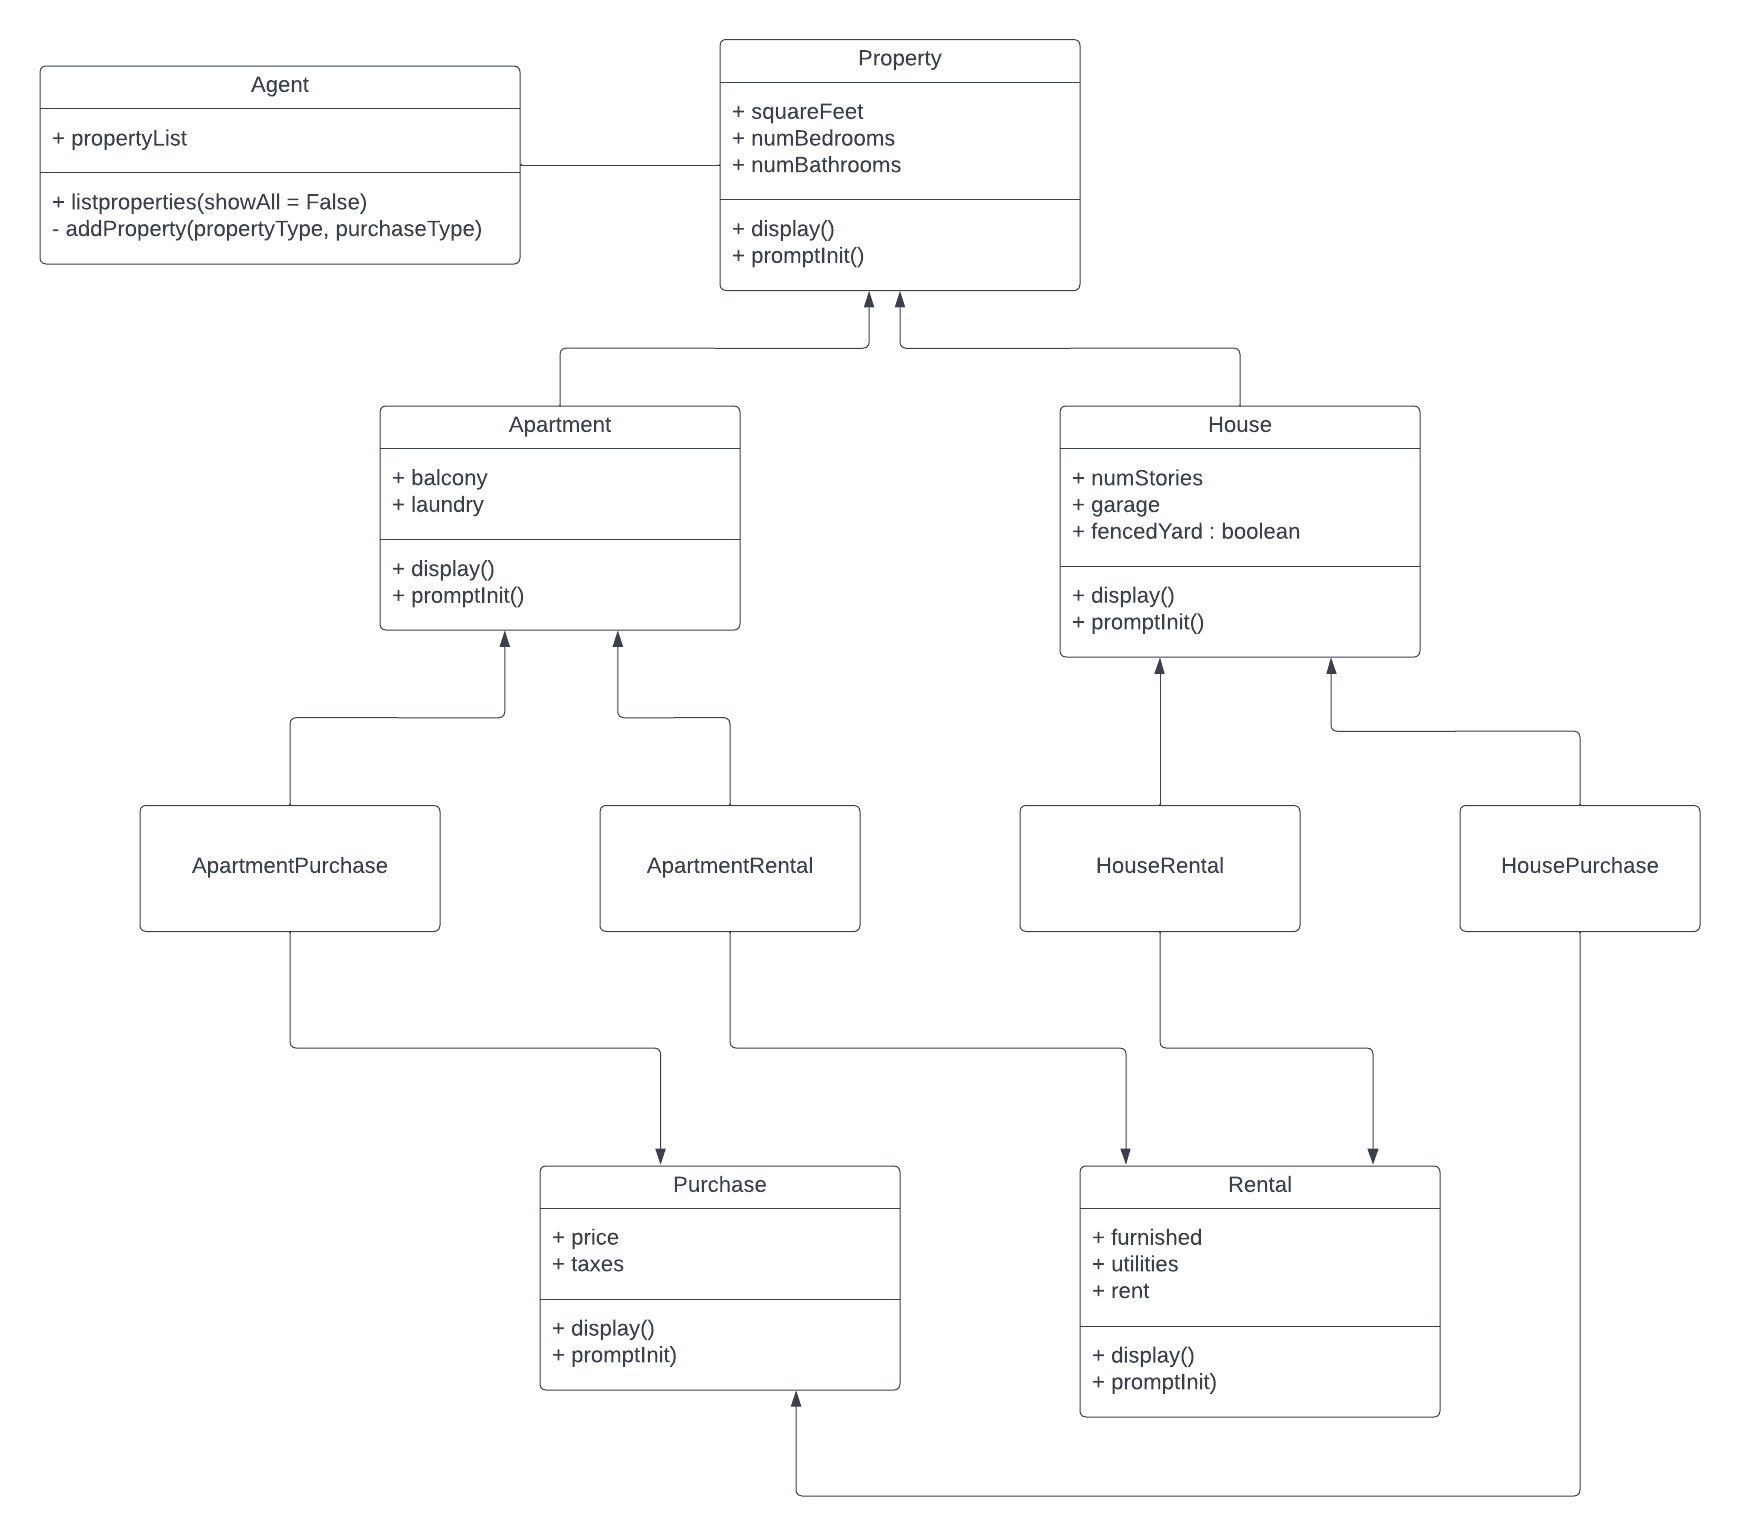 Agent
+ propertyList
+ listproperties(showAll = False)
- addProperty(propertyType, purchaseType)
Property
+ squareFeet
+ numBedrooms
+ numBathrooms
+ display()
+ promptInit()
Apartment
+ balcony
+ laundry
+ display()
+ promptInit()
House
+ numStories
+ garage
+ fencedYard : boolean
+ display()
+ promptInit()
ApartmentPurchase
ApartmentRental
HouseRental
HousePurchase
Purchase
+ price
+ taxes
+ display()
+ promptInit)
Rental
+ furnished
+ utilities
+ rent
+ display()
+ promptInit)